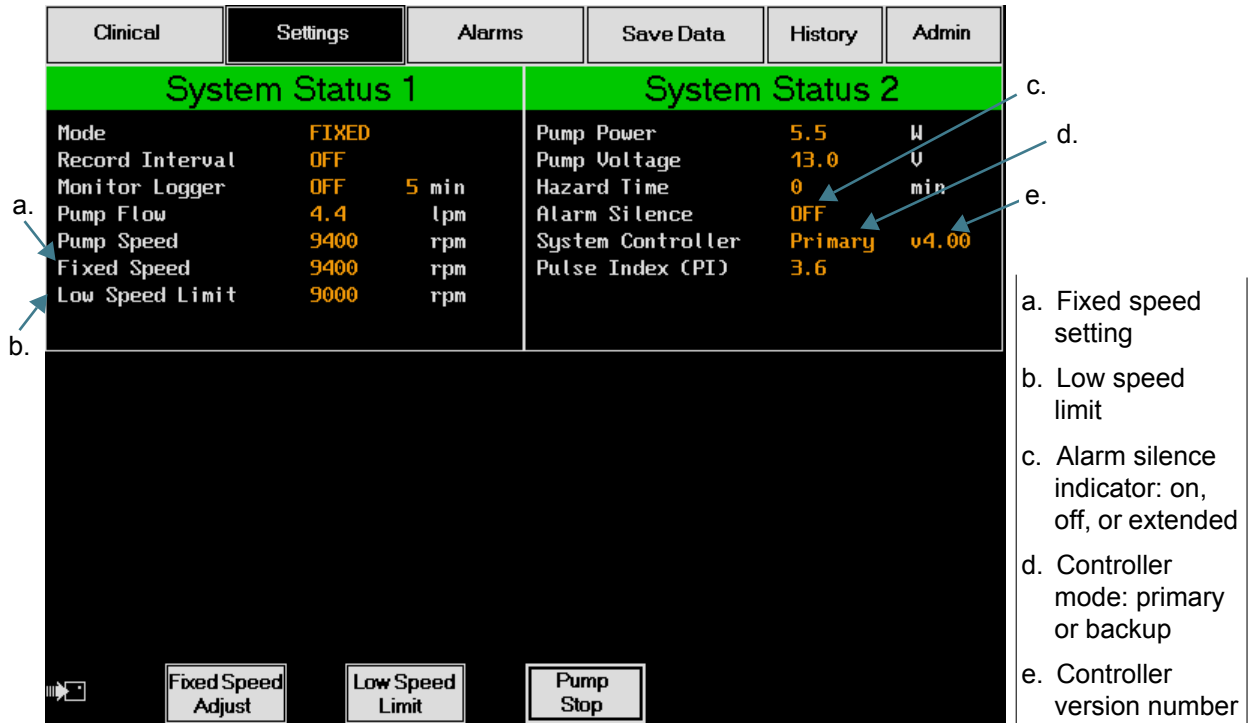 Clinical
Settings
Alarms
Save Data
History
Admin
System Status 1
Mode FIXED
Record Interval OFF
Monitor Logger OFF 5 min
Pump Flow 4.4 lpm
Pump Speed 9400 rpm
Fixed Speed 9400 rpm
Low Speed Limit 9000 rpm
System Status 2
Pump Power 5.5 W
Pump Voltage 13.0 V
Hazard Time 0 min
Alarm Silence OFF
System Controller Primary v4.00
Pulse Index (PI) 3.6
a.
b.
c.
d.
e.
Fixed Speed
Adjust
Low Speed
Limit
Pump
Stop
a. Fixed speed
setting
b. Low speed
limit
c. Alarm silence
indicator: on,
off, or extended
d. Controller
mode: primary
or backup
e. Controller
version number